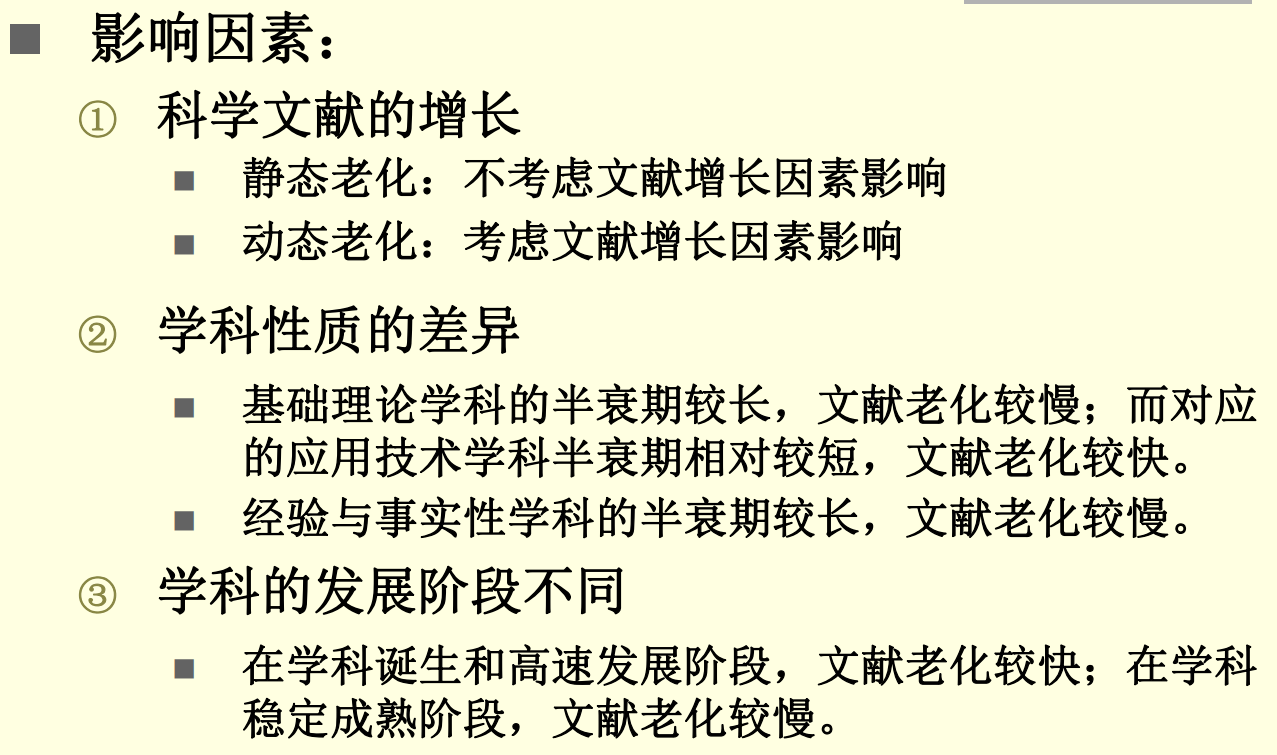 ■ 影响因素：
① 科学文献的增长
■ 静态老化：不考虑文献增长因素影响
■ 动态老化：考虑文献增长因素影响
② 学科性质的差异
■ 基础理论学科的半衰期较长，文献老化较慢；而对应
的应用技术学科半衰期相对较短，文献老化较快。
■ 经验与事实性学科的半衰期较长，文献老化较慢。
③ 学科的发展阶段不同
■ 在学科诞生和高速发展阶段，文献老化较快；在学科
稳定成熟阶段，文献老化较慢。